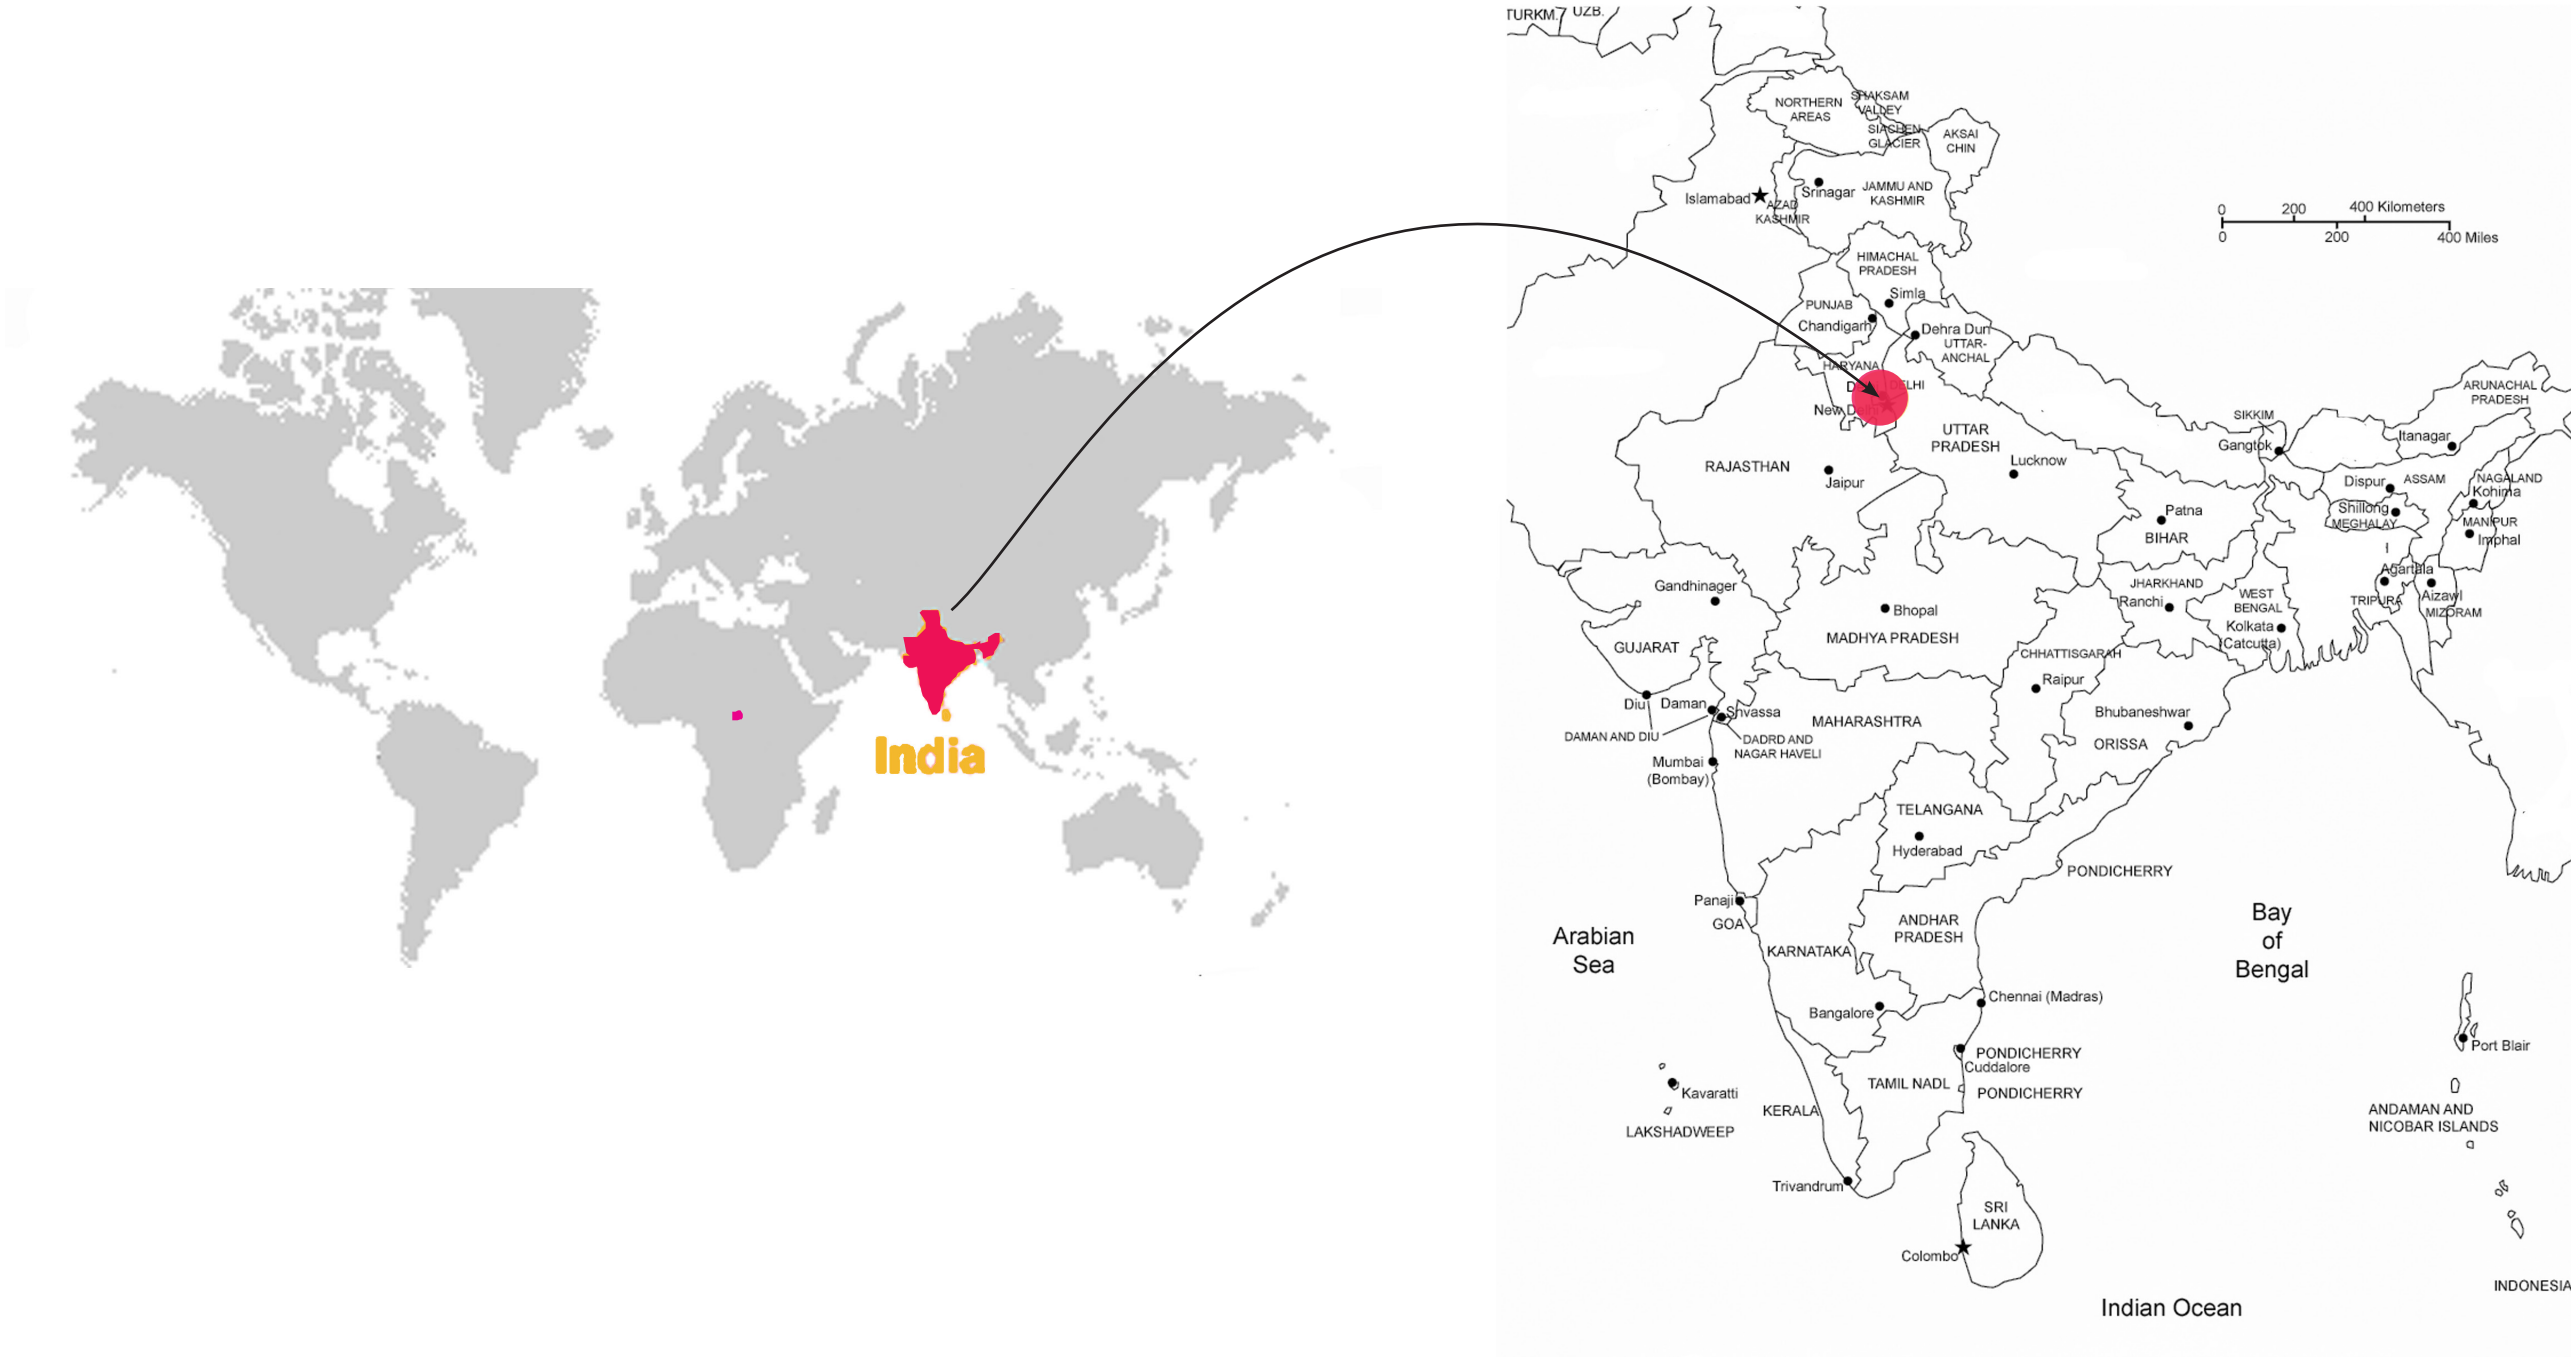 TURKM.
UZB.
NORTHERN
AREAS
SHAKSAM
VALLEY
SIACHEN
GLACIER
AKSAI
CHIN
Islamabad
AZAD
KASHMIR
Srinagar
JAMMU AND
KASHMIR
0 200 400 Kilometers
0 200 400 Miles
HIMACHAL
PRADESH
Simla
PUNJAB
Chandigarh
Dehra Dun
UTTAR-
ANCHAL
HARYANA
DELHI
New Delhi
UTTAR
PRADESH
Lucknow
RAJASTHAN
Jaipur
SIKKIM
Gangtok
ARUNACHAL
PRADESH
Itanagar
Dispur
ASSAM
NAGALAND
Kohima
Shillong
MEGHALAY
MANIPUR
Imphal
Patna
BIHAR
Agartala
TRIPURA
Aizawl
MIZORAM
Gandhinager
GUJARAT
Bhopal
MADHYA PRADESH
JHARKHAND
Ranchi
WEST
BENGAL
Kolkata
(Catcutta)
CHHATTISGARAH
Raipur
Diu
Daman
Shvassa
DAMAN AND DIU
DADRD AND
NAGAR HAVELI
MAHARASHTRA
Bhubaneshwar
ORISSA
Mumbai
(Bombay)
India
TELANGANA
Hyderabad
PONDICHERRY
Panaji
GOA
KARNATAKA
ANDHAR
PRADESH
Arabian
Sea
Bay
of
Bengal
Bangalore
Chennai (Madras)
PONDICHERRY
Cuddalore
PONDICHERRY
TAMIL NADL
KERALA
Kavaratti
LAKSHADWEEP
Port Blair
ANDAMAN AND
NICOBAR ISLANDS
Trivandrum
SRI
LANKA
Colombo
INDONESIA
Indian Ocean